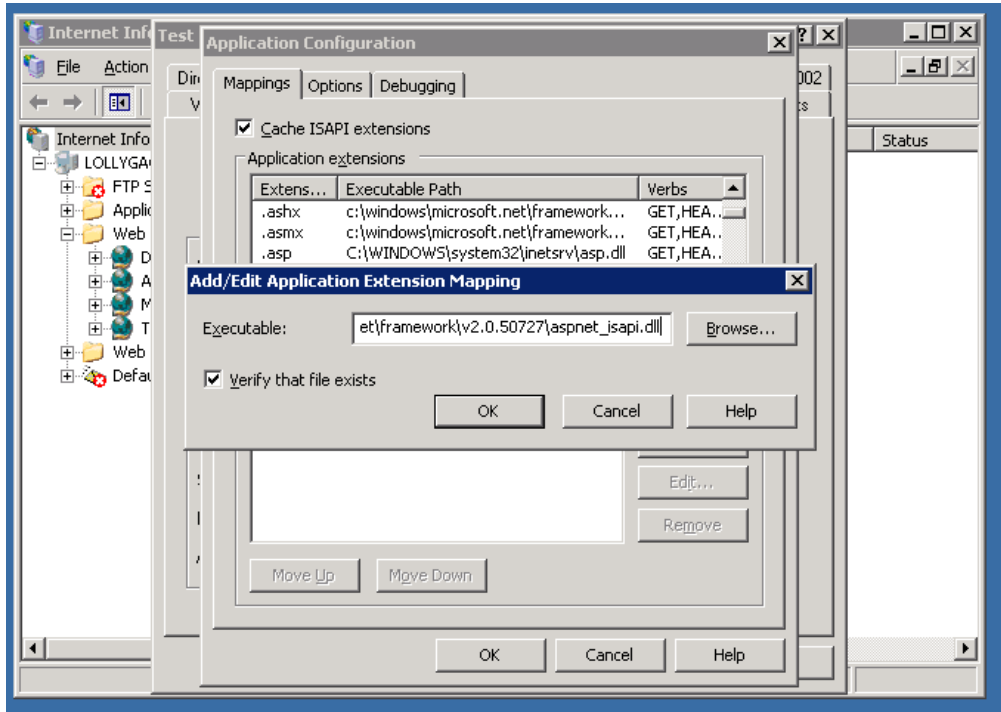 Internet Inf
Test
Application Configuration
File Action
Dir
Mappings Options Debugging
002
V
ts
Cache ISAPI extensions
Internet Info
Status
LOLLYGA
Application extensions
FTP S
Extens... Executable Path Verbs
Applic
.ashx c:\windows\microsoft.net\framework... GET,HEA...
Web
.asmx c:\windows\microsoft.net\framework... GET,HEA...
D
.asp C:\WINDOWS\system32\inetsrv\asp.dll GET,HEA...
A
Add/Edit Application Extension Mapping
M
T
Executable: et\framework\v2.0.50727\aspnet_isapi.dll Browse...
Web
Defau
Verify that file exists
OK Cancel Help
Edit...
Remove
Move Up Move Down
OK Cancel Help